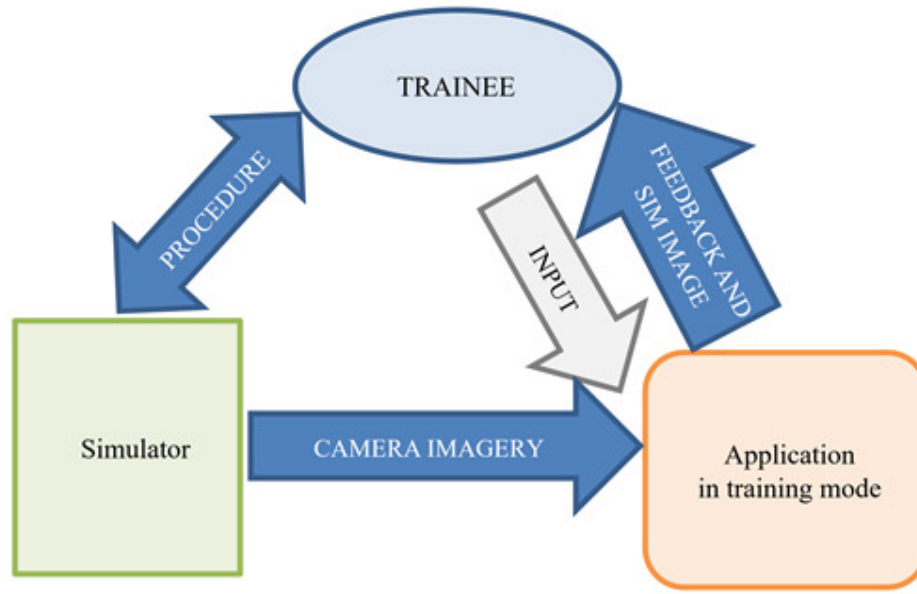 TRAINEE
PROCEDURE
FEEDBACK AND
SIM IMAGE
INPUT
Simulator
CAMERA IMAGERY
Application
in training mode